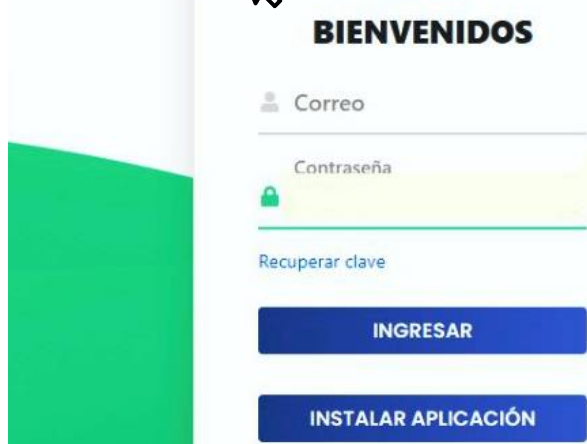 BIENVENIDOS
Correo
Contraseña
Recuperar clave
INGRESAR
INSTALAR APLICACIÓN